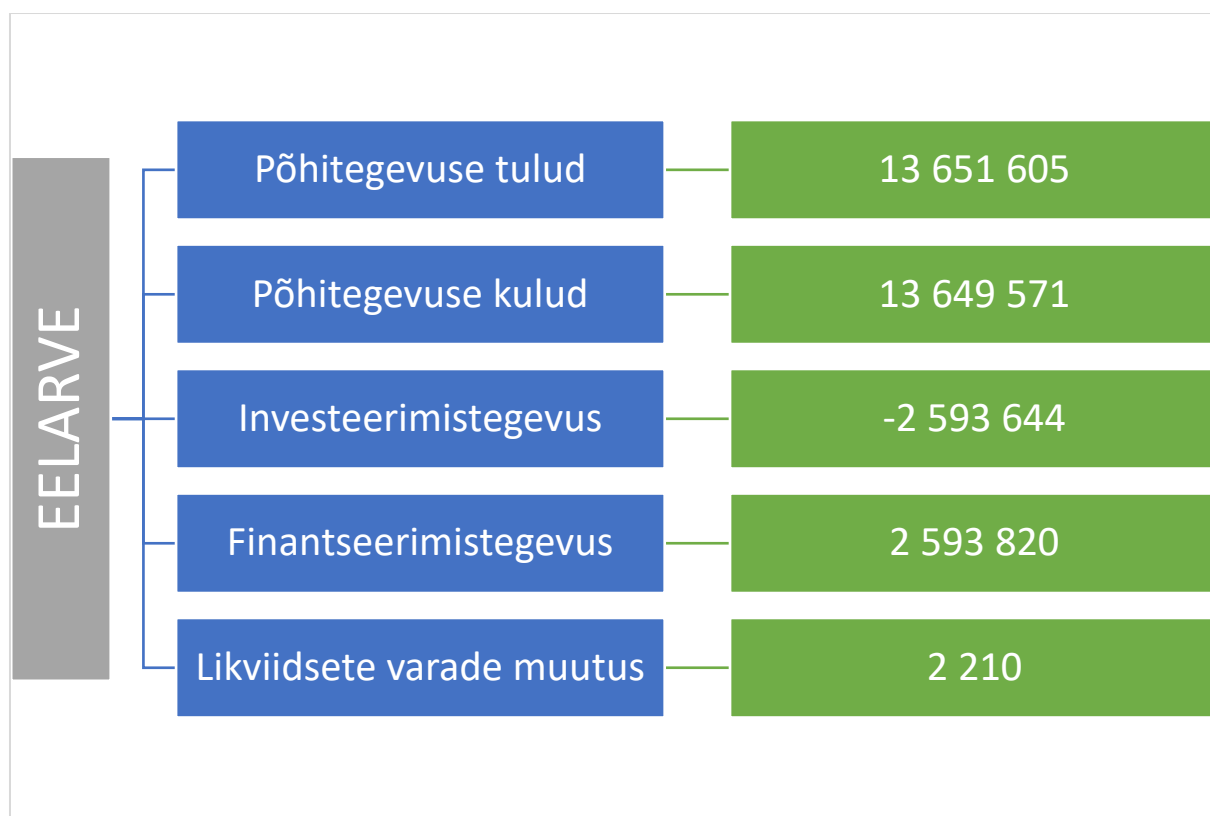 EELARVE
Põhitegevuse tulud
13 651 605
Põhitegevuse kulud
13 649 571
Investeerimistegevus
-2 593 644
Finantseerimistegevus
2 593 820
Likviidsete varade muutus
2 210